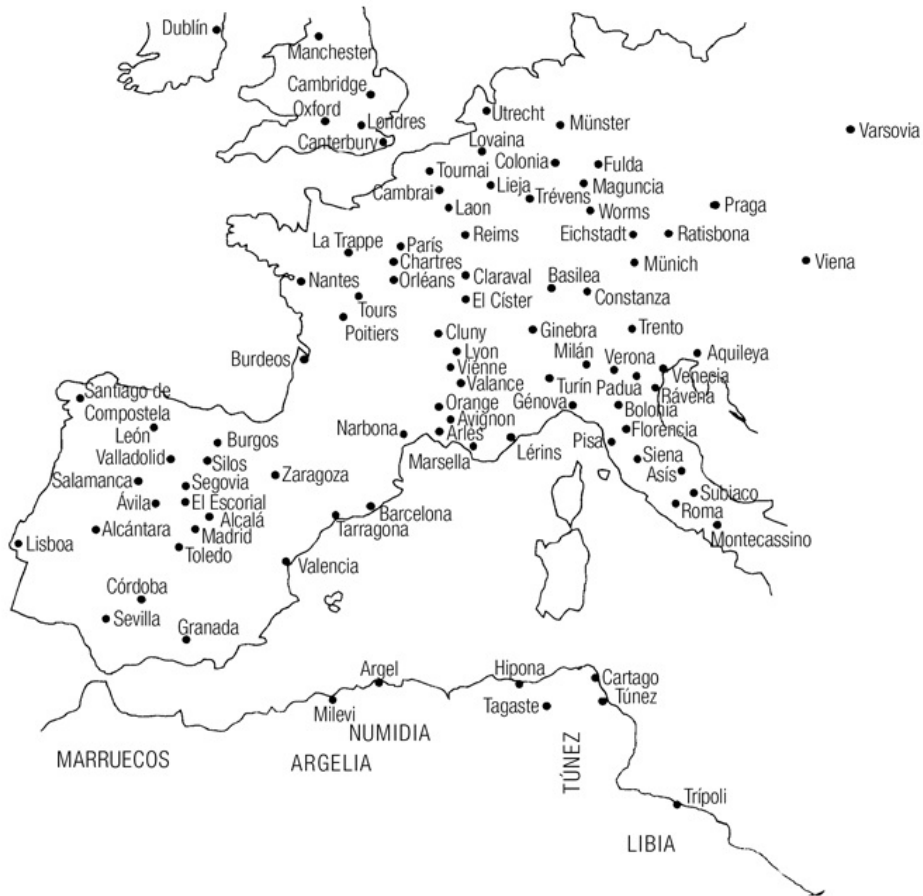 Dublín
Manchester
Cambridge
Oxford
Londres
Canterbury
Utrecht
Münster
Varsovia
Lovaina
Colonia
Fulda
Tournai
Lieja
Maguncia
Cambrai
Trévens
Laon
Worms
Praga
Reims
Eichstadt
Ratisbona
La Trappe
París
Chartres
Münich
Viena
Nantes
Orléans
Claraval
Basilea
Constanza
Tours
El Císter
Poitiers
Cluny
Ginebra
Trento
Burdeos
Lyon
Milán
Verona
Aquileya
Viénne
Venecia
Valance
Turín
Padua
Rávena
Santiago de
Compostela
Orange
Génova
Bolonia
León
Avignon
Florencia
Burgos
Narbona
Arlés
Pisa
Valladolid
Silos
Marsella
Lérins
Siena
Asís
Salamanca
Segovia
Zaragoza
Ávila
El Escorial
Subiaco
Alcalá
Barcelona
Roma
Alcántara
Madrid
Tarragona
Montecassino
Lisboa
Toledo
Valencia
Córdoba
Sevilla
Granada
Argel
Hipona
Cartago
Milevi
Tagaste
Túnez
NUMIDIA
MARRUECOS
ARGELIA
TÚNEZ
Trípoli
LIBIA